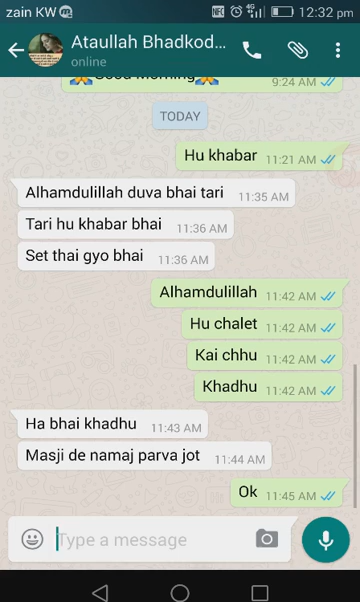 zain KW
NFC
4G
12:32 pm
Ataullah Bhadkod...
online
Good Morning
9:24 AM
TODAY
Hu khabar 11:21 AM
Alhamdulillah duva bhai tari 11:35 AM
Tari hu khabar bhai 11:36 AM
Set thai gyo bhai 11:36 AM
Alhamdulillah 11:42 AM
Hu chalet 11:42 AM
Kai chhu 11:42 AM
Khadhu 11:42 AM
Ha bhai khadhu 11:43 AM
Masji de namaj parva jot 11:44 AM
Ok 11:45 AM
Type a message